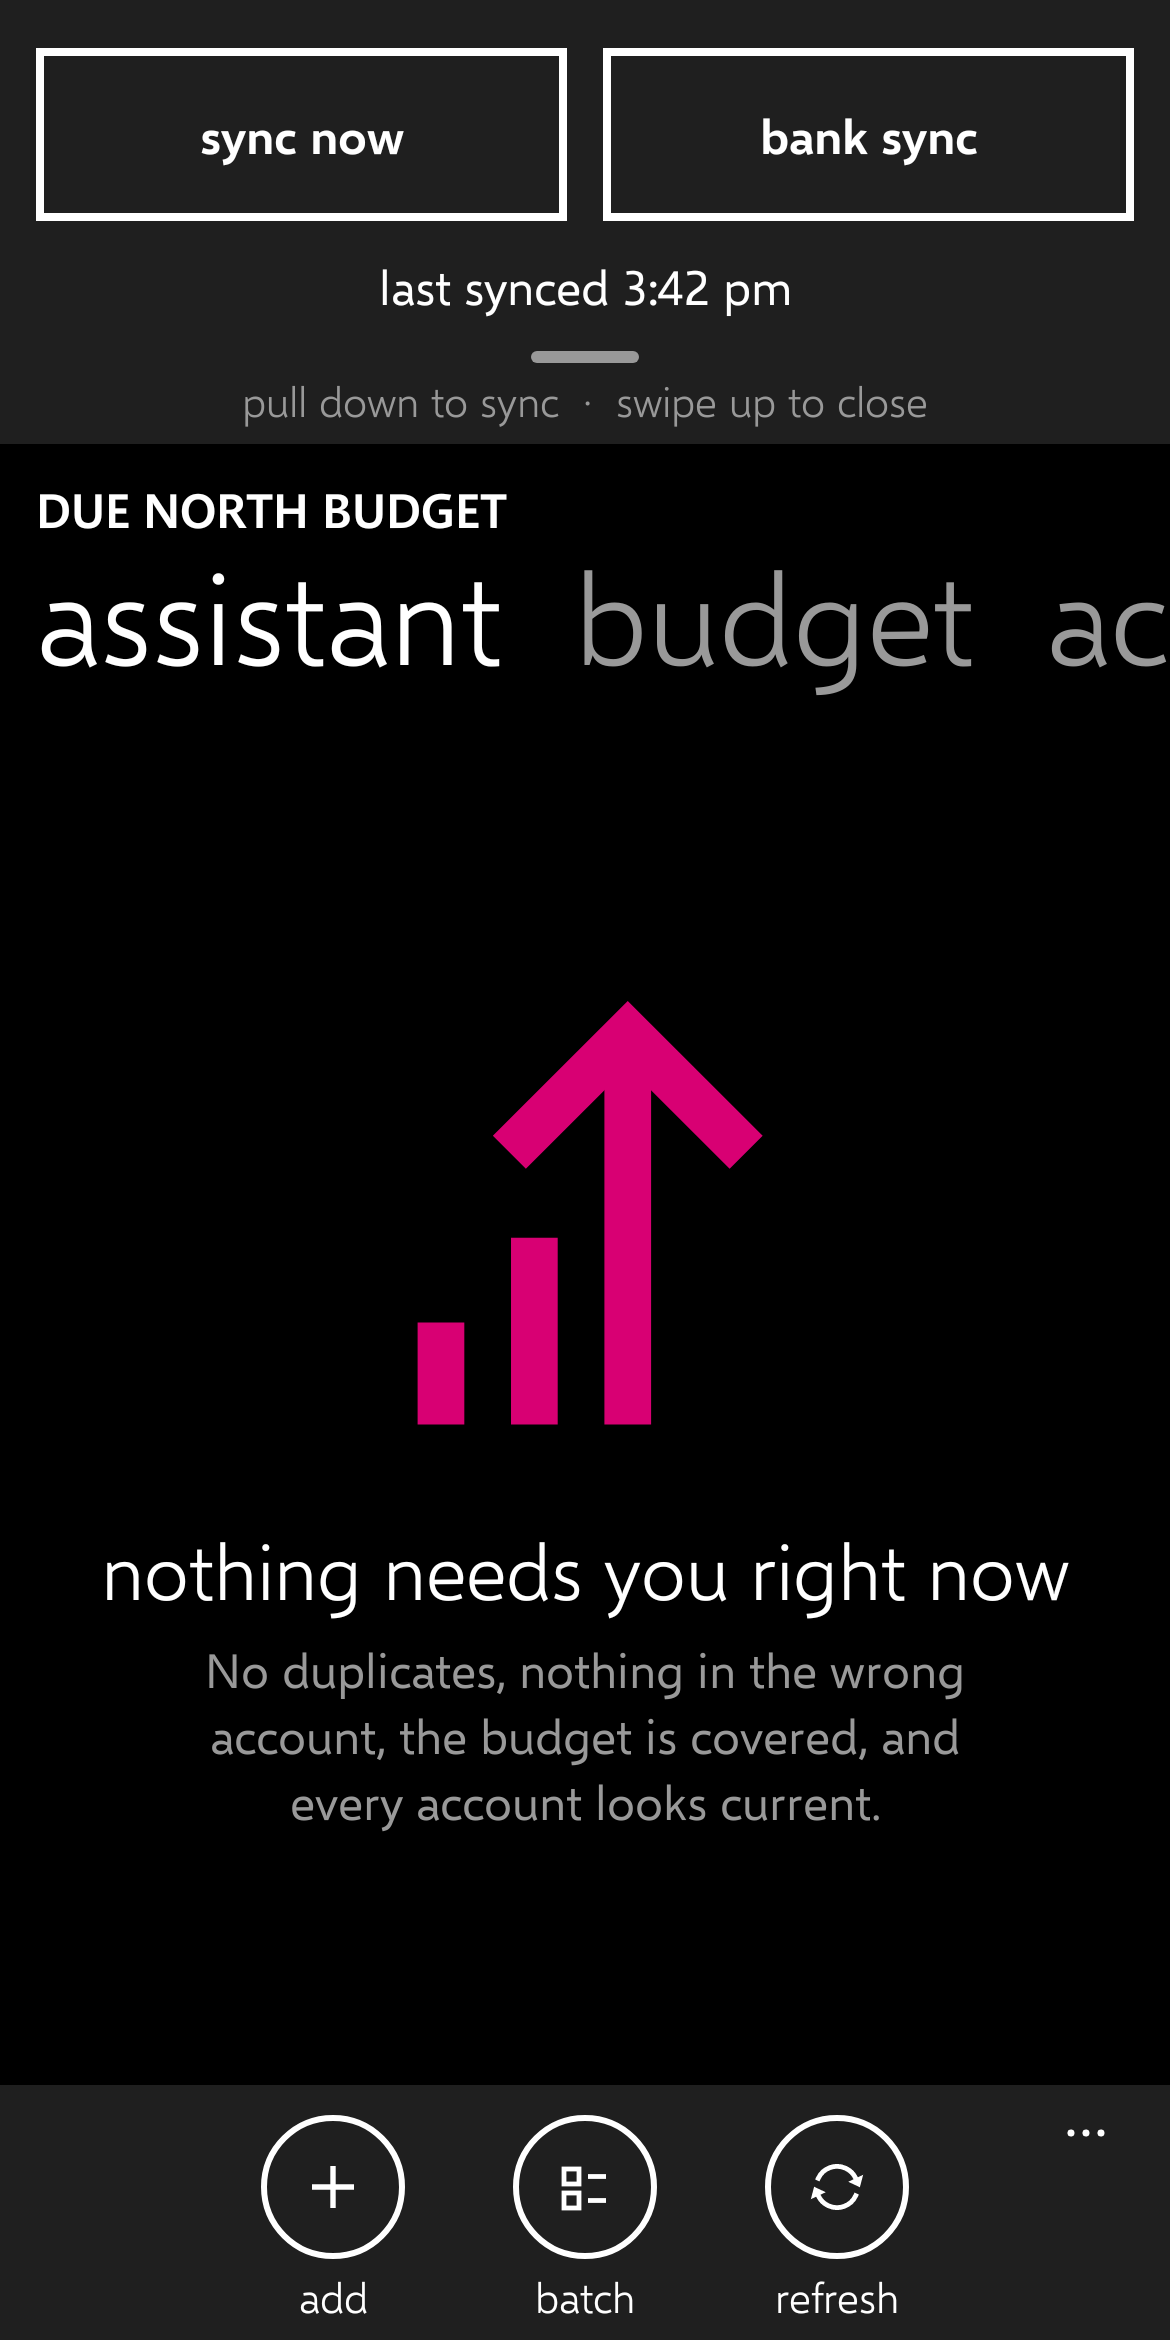 sync now
bank sync
last synced 3:42 pm
pull down to sync · swipe up to close
DUE NORTH BUDGET
assistant budget ac
nothing needs you right now
No duplicates, nothing in the wrong
account, the budget is covered, and
every account looks current.
...
add
batch
refresh